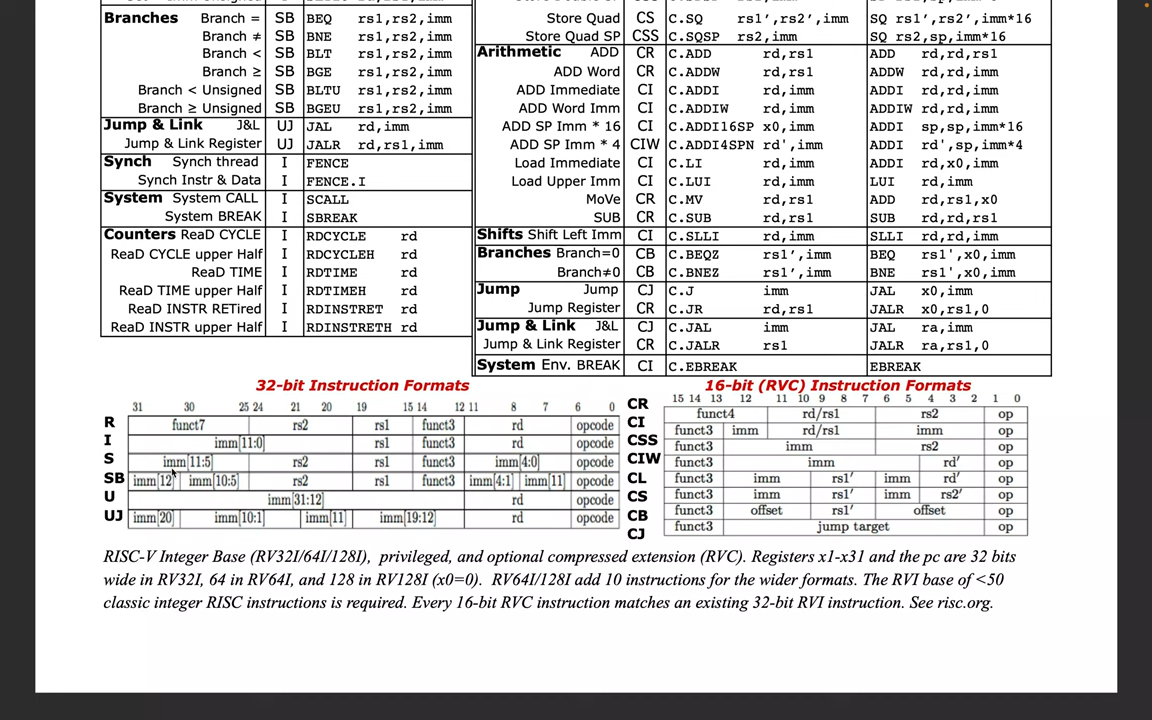 Branches Branch = SB BEQ rs1,rs2,imm
Branch ≠ SB BNE rs1,rs2,imm
Branch < SB BLT rs1,rs2,imm
Branch ≥ SB BGE rs1,rs2,imm
Branch < Unsigned SB BLTU rs1,rs2,imm
Branch ≥ Unsigned SB BGEU rs1,rs2,imm
Jump & Link J&L UJ JAL rd,imm
Jump & Link Register UJ JALR rd,rs1,imm
Synch Synch thread I FENCE
Synch Instr & Data I FENCE.I
System System CALL I SCALL
System BREAK I SBREAK
Counters ReaD CYCLE I RDCYCLE rd
ReaD CYCLE upper Half I RDCYCLEH rd
ReaD TIME I RDTIME rd
ReaD TIME upper Half I RDTIMEH rd
ReaD INSTR RETired I RDINSTRET rd
ReaD INSTR upper Half I RDINSTRETH rd
Store Quad CS C.SQ rs1',rs2',imm SQ rs1',rs2',imm*16
Store Quad SP CSS C.SQSP rs2,imm SQ rs2,sp,imm*16
Arithmetic ADD CR C.ADD rd,rs1 ADD rd,rd,rs1
ADD Word CR C.ADDW rd,rs1 ADDW rd,rd,imm
ADD Immediate CI C.ADDI rd,imm ADDI rd,rd,imm
ADD Word Imm CI C.ADDIW rd,imm ADDIW rd,rd,imm
ADD SP Imm * 16 CI C.ADDI16SP x0,imm ADDI sp,sp,imm*16
ADD SP Imm * 4 CIW C.ADDI4SPN rd',imm ADDI rd',sp,imm*4
Load Immediate CI C.LI rd,imm ADDI rd,x0,imm
Load Upper Imm CI C.LUI rd,imm LUI rd,imm
MoVe CR C.MV rd,rs1 ADD rd,rs1,x0
SUB CR C.SUB rd,rs1 SUB rd,rd,rs1
Shifts Shift Left Imm CI C.SLLI rd,imm SLLI rd,rd,imm
Branches Branch=0 CB C.BEQZ rs1',imm BEQ rs1',x0,imm
Branch≠0 CB C.BNEZ rs1',imm BNE rs1',x0,imm
Jump Jump CJ C.J imm JAL x0,imm
Jump Register CR C.JR rd,rs1 JALR x0,rs1,0
Jump & Link J&L CJ C.JAL imm JAL ra,imm
Jump & Link Register CR C.JALR rs1 JALR ra,rs1,0
System Env. BREAK CI C.EBREAK EBREAK
32-bit Instruction Formats
31 30 25 24 21 20 19 15 14 12 11 8 7 6 0
R funct7 rs2 rs1 funct3 rd opcode
I imm[11:0] rs1 funct3 rd opcode
S imm[11:5] rs2 rs1 funct3 imm[4:0] opcode
SB imm[12] imm[10:5] rs2 rs1 funct3 imm[4:1] imm[11] opcode
U imm[31:12] rd opcode
UJ imm[20] imm[10:1] imm[11] imm[19:12] rd opcode
16-bit (RVC) Instruction Formats
15 14 13 12 11 10 9 8 7 6 5 4 3 2 1 0
CR funct4 rd/rs1 rs2 op
CI funct3 imm rd/rs1 imm op
CSS funct3 imm rs2 op
CIW funct3 imm rd' op
CL funct3 imm rs1' imm rd' op
CS funct3 imm rs1' imm rs2' op
CB funct3 offset rs1' offset op
CJ funct3 jump target op
RISC-V Integer Base (RV32I/64I/128I), privileged, and optional compressed extension (RVC). Registers x1-x31 and the pc are 32 bits
wide in RV32I, 64 in RV64I, and 128 in RV128I (x0=0). RV64I/128I add 10 instructions for the wider formats. The RVI base of <50
classic integer RISC instructions is required. Every 16-bit RVC instruction matches an existing 32-bit RVI instruction. See risc.org.